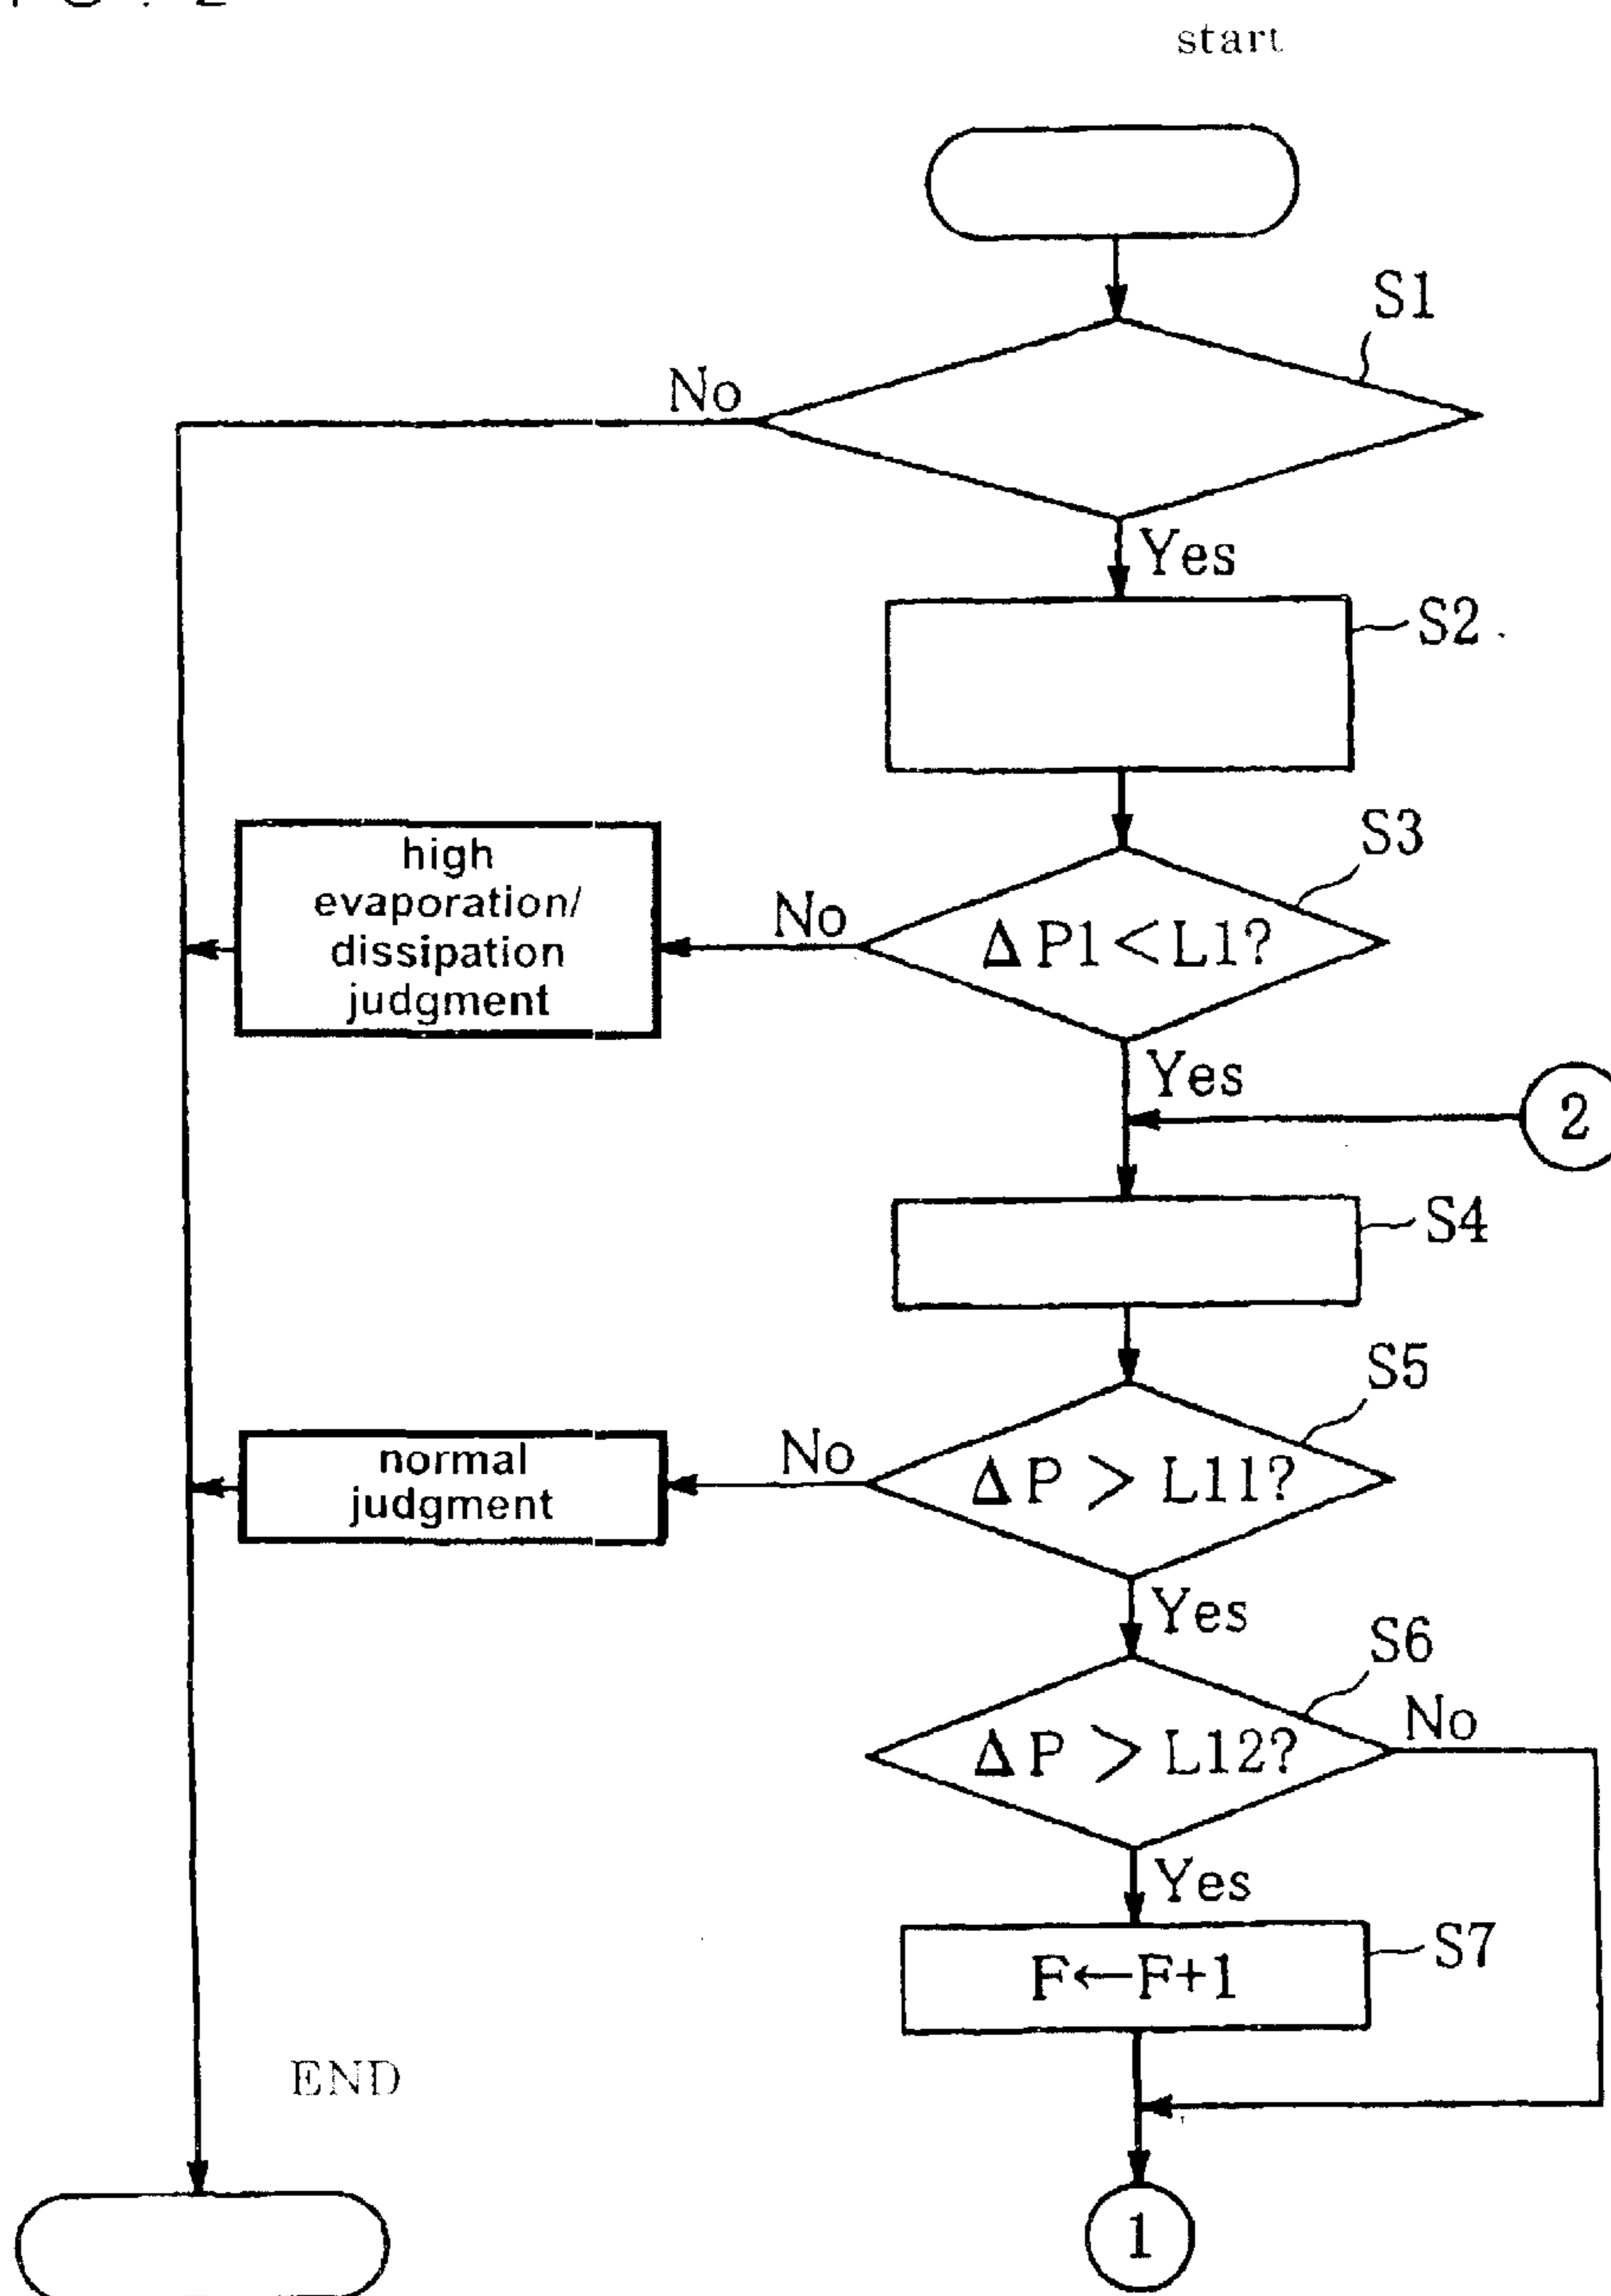 start
S1
No
Yes
S2
S3
high
evaporation/
dissipation
judgment
No
ΔP1<L1?
Yes
2
S4
S5
normal
judgment
No
ΔP > L11?
Yes
S6
ΔP > L12?
No
Yes
S7
F←F+1
END
1